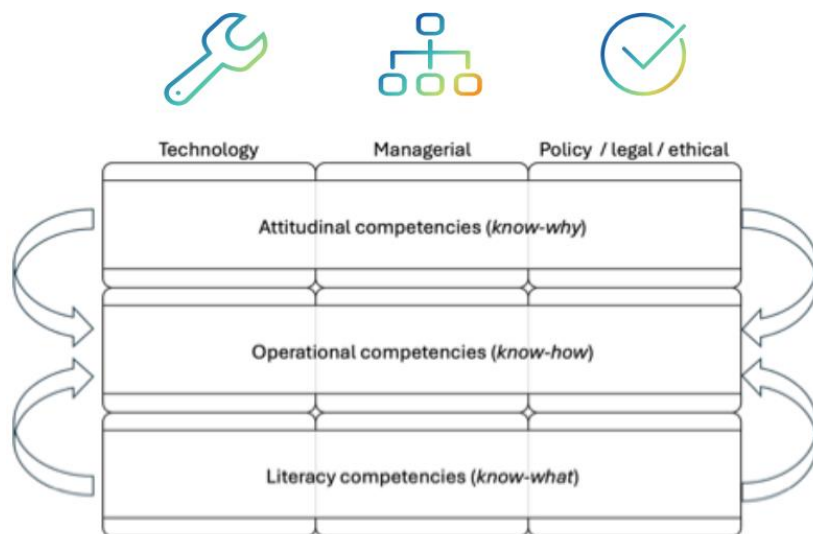 Technology Managerial Policy / legal / ethical
Attitudinal competencies (know-why)
Operational competencies (know-how)
Literacy competencies (know-what)